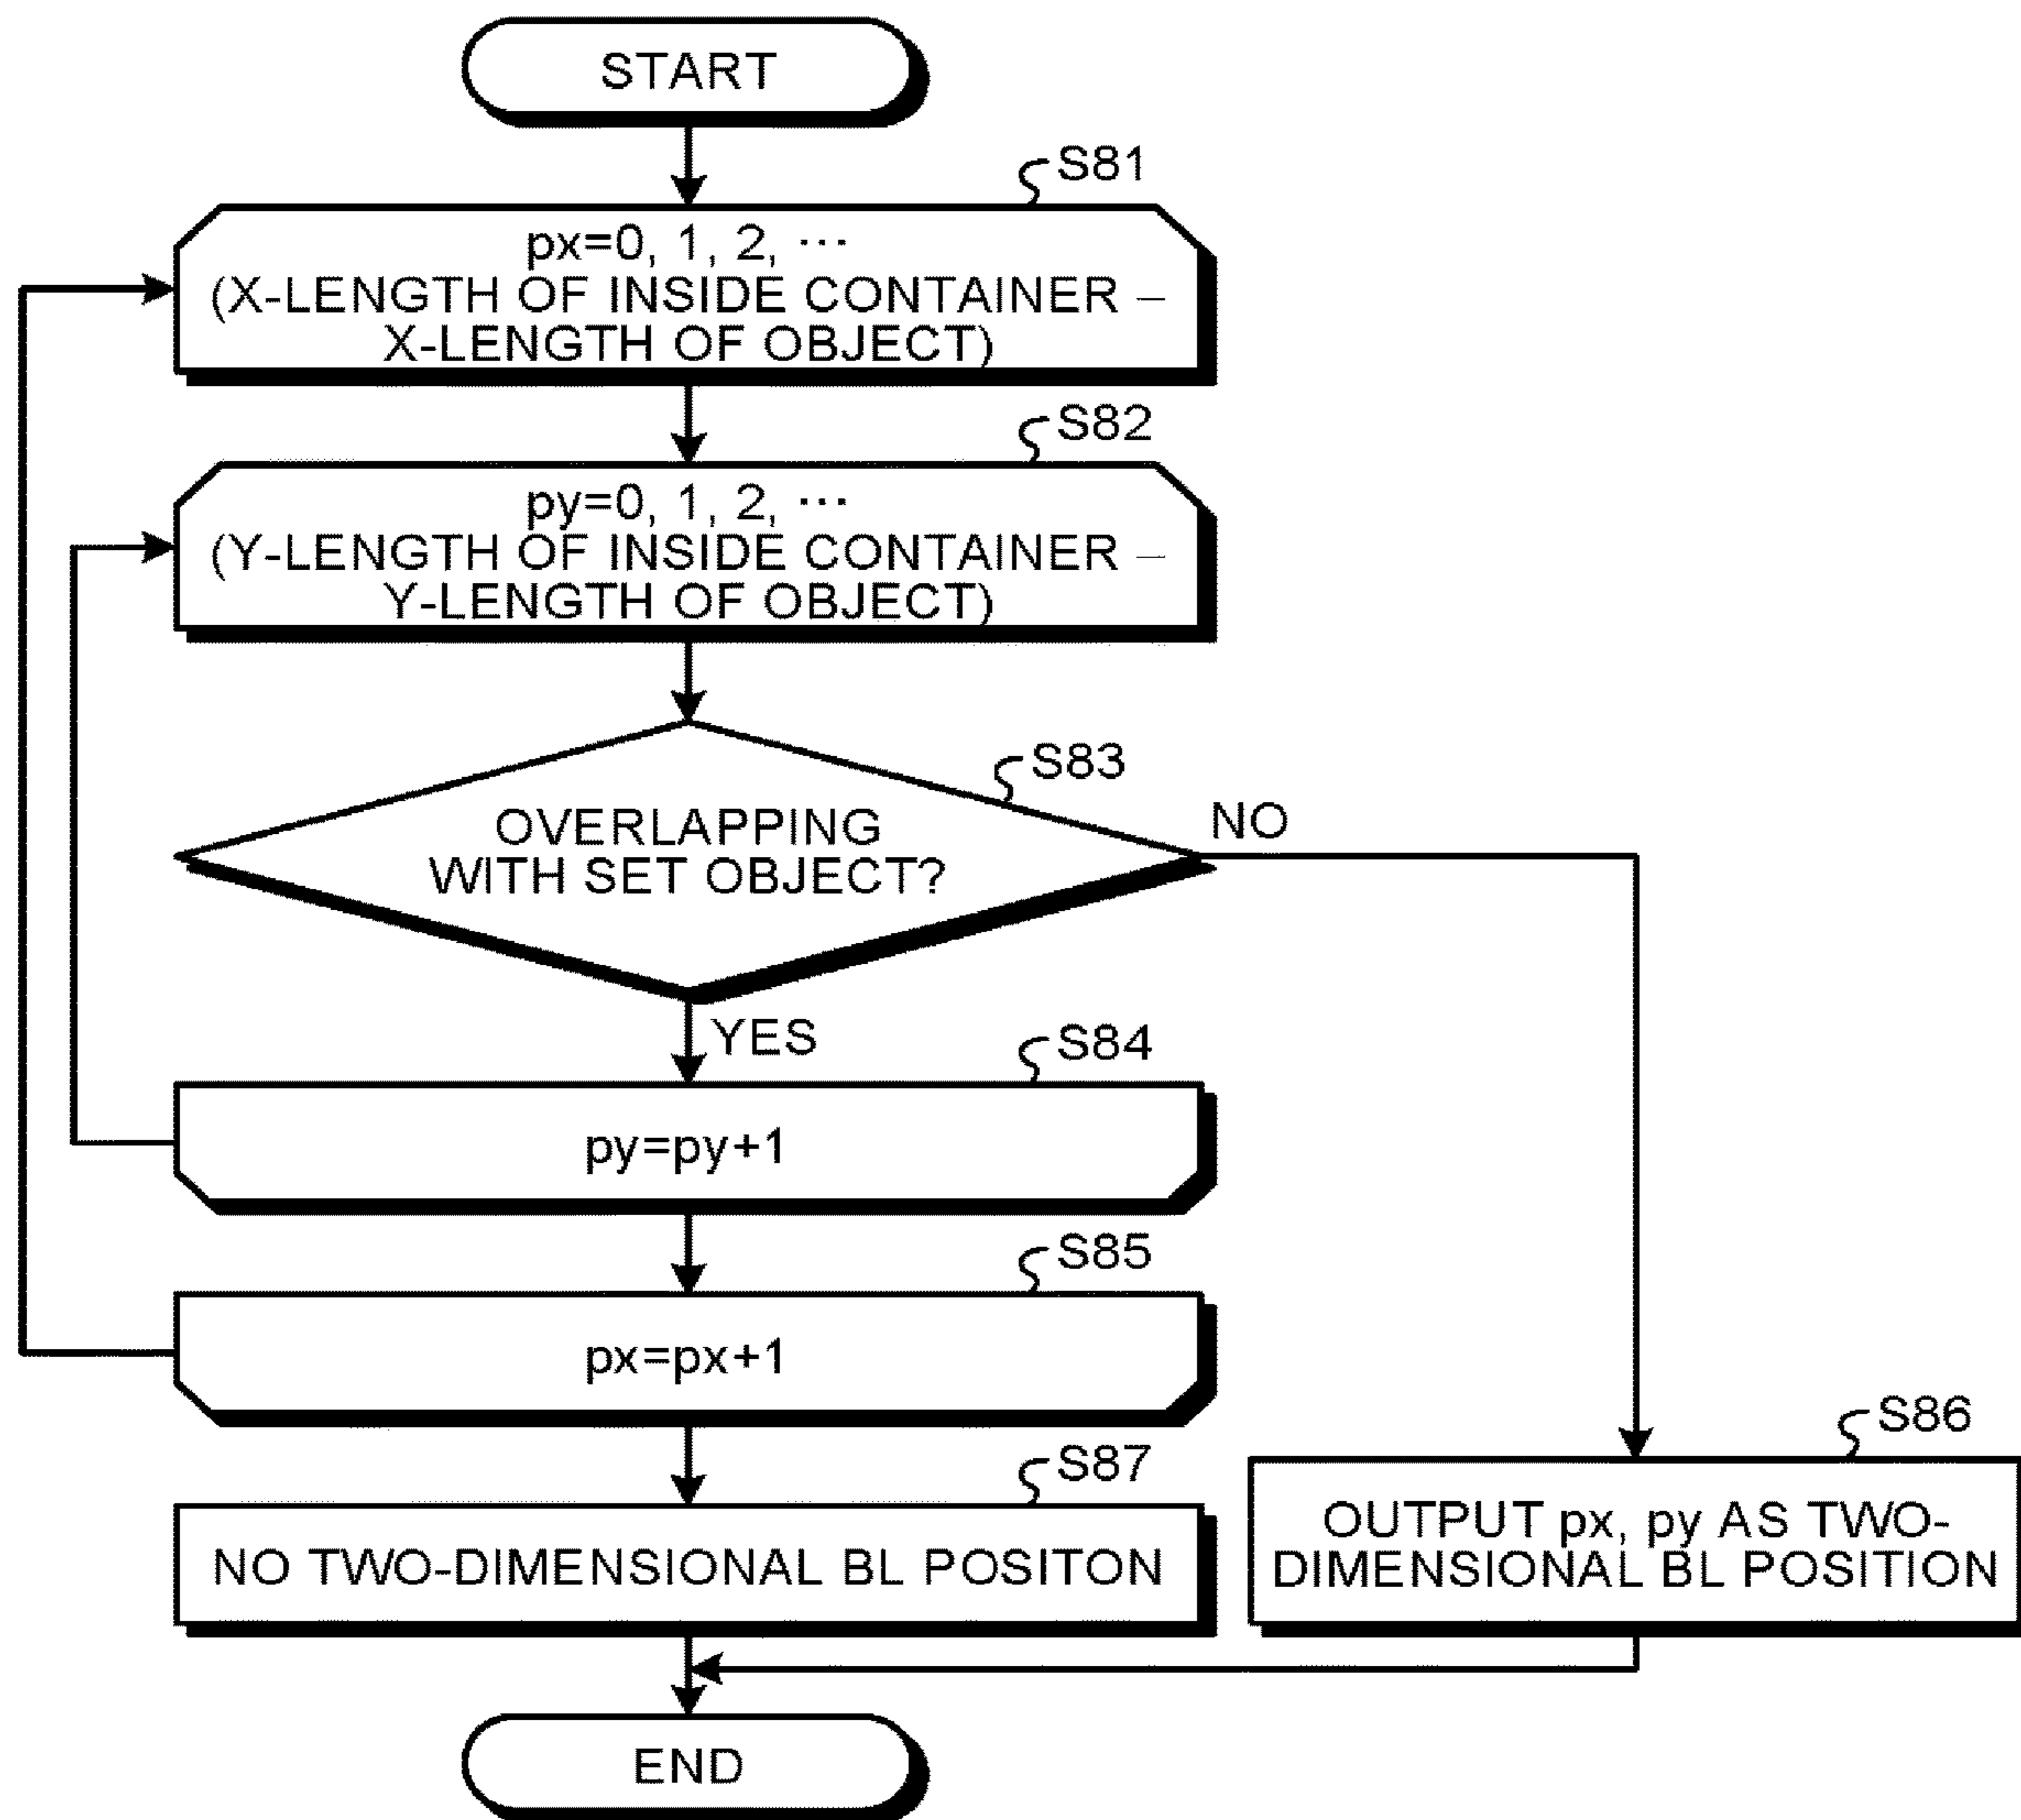 START
S81
px=0, 1, 2, ···
(X-LENGTH OF INSIDE CONTAINER –
X-LENGTH OF OBJECT)
S82
py=0, 1, 2, ···
(Y-LENGTH OF INSIDE CONTAINER –
Y-LENGTH OF OBJECT)
S83
OVERLAPPING
WITH SET OBJECT?
NO
YES
S84
py=py+1
S85
px=px+1
S86
OUTPUT px, py AS TWO-
DIMENSIONAL BL POSITION
S87
NO TWO-DIMENSIONAL BL POSITON
END